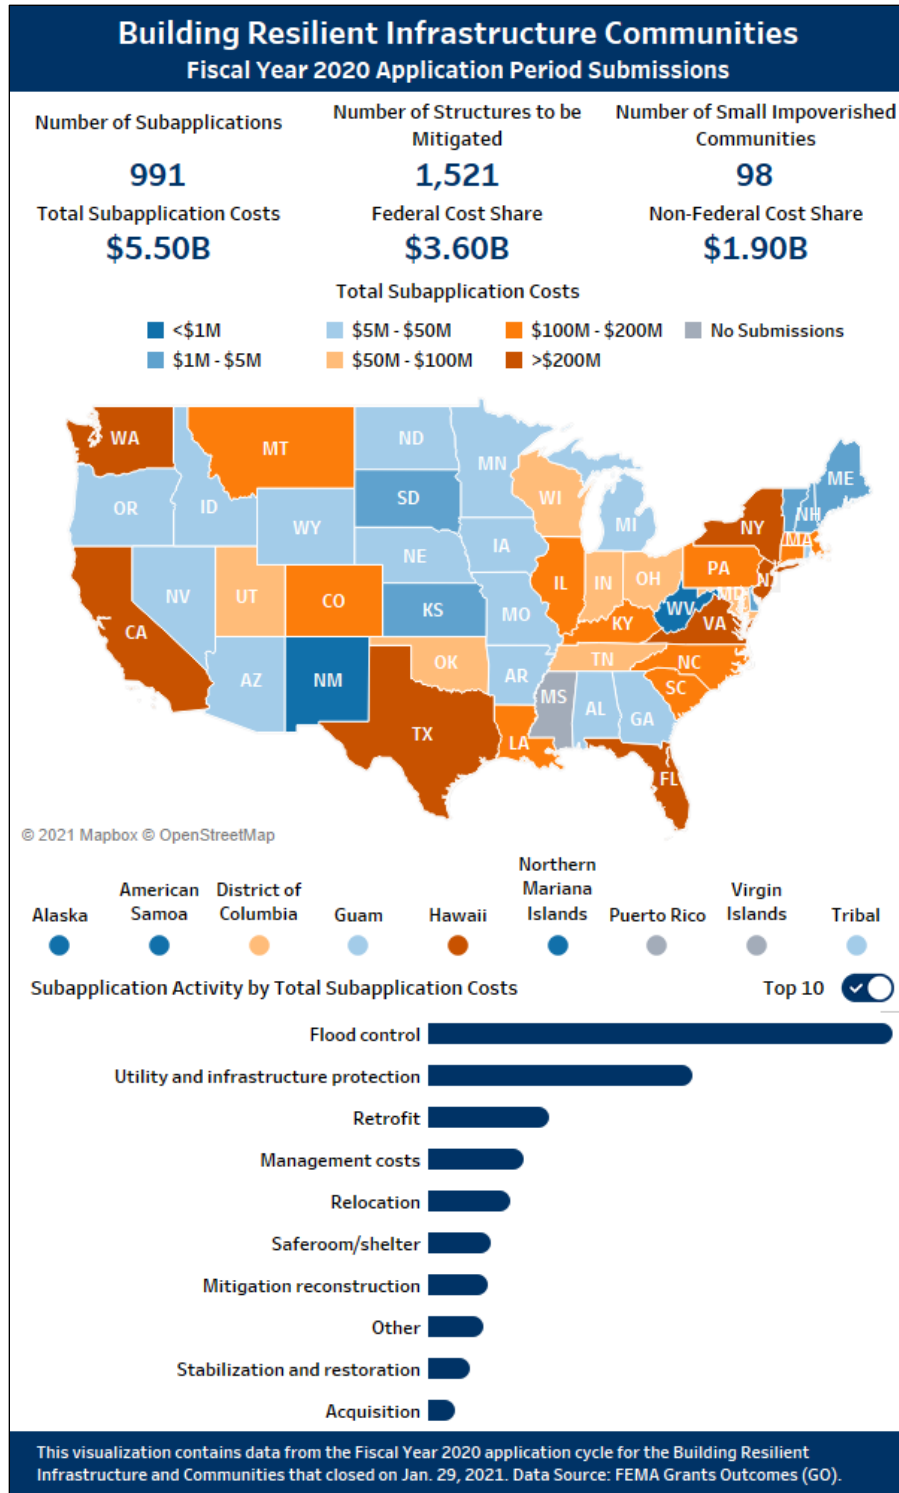 Building Resilient Infrastructure Communities
Fiscal Year 2020 Application Period Submissions
Number of Subapplications
991
Number of Structures to be
Mitigated
1,521
Number of Small Impoverished
Communities
98
Total Subapplication Costs
$5.50B
Federal Cost Share
$3.60B
Non-Federal Cost Share
$1.90B
Total Subapplication Costs
<$1M
$5M - $50M
$100M - $200M
No Submissions
$1M - $5M
$50M - $100M
>$200M
WA
MT
ND
MN
ME
OR
ID
WY
SD
WI
MI
NY
NH
MA
NV
UT
CO
NE
IA
IL
IN
OH
PA
CA
KS
MO
KY
WV
VA
MD
AZ
NM
OK
AR
TN
NC
SC
TX
LA
MS
AL
GA
FL
© 2021 Mapbox © OpenStreetMap
Alaska
American
Samoa
District of
Columbia
Guam
Hawaii
Northern
Mariana
Islands
Puerto Rico
Virgin
Islands
Tribal
Subapplication Activity by Total Subapplication Costs
Top 10
Flood control
Utility and infrastructure protection
Retrofit
Management costs
Relocation
Saferoom/shelter
Mitigation reconstruction
Other
Stabilization and restoration
Acquisition
This visualization contains data from the Fiscal Year 2020 application cycle for the Building Resilient
Infrastructure and Communities that closed on Jan. 29, 2021. Data Source: FEMA Grants Outcomes (GO).